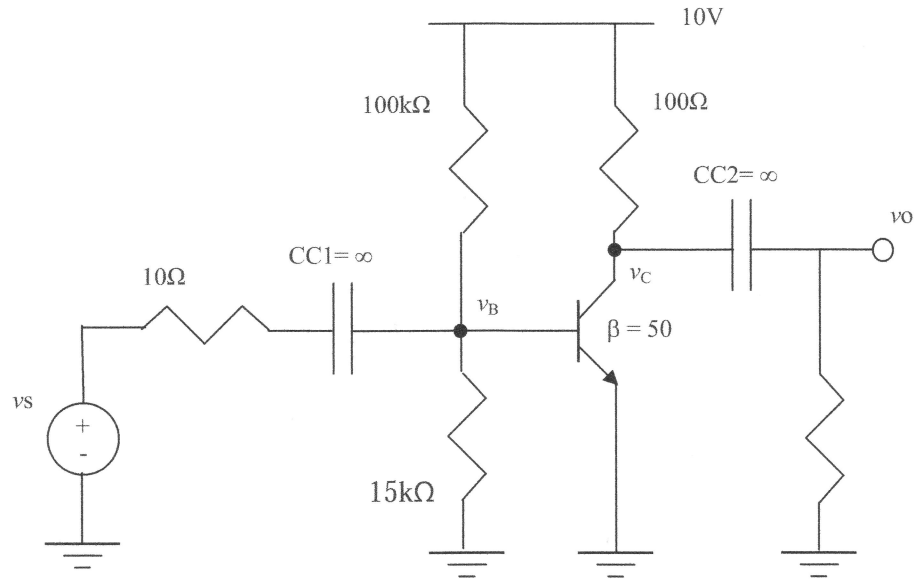 10V
100kΩ
100Ω
CC2= ∞
vo
CC1= ∞
10Ω
vC
vB
β = 50
vs
+
-
15kΩ